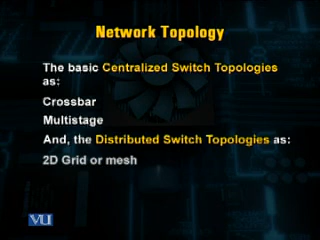 Network Topology
The basic Centralized Switch Topologies
as:
Crossbar
Multistage
And, the Distributed Switch Topologies as:
2D Grid or mesh
VU